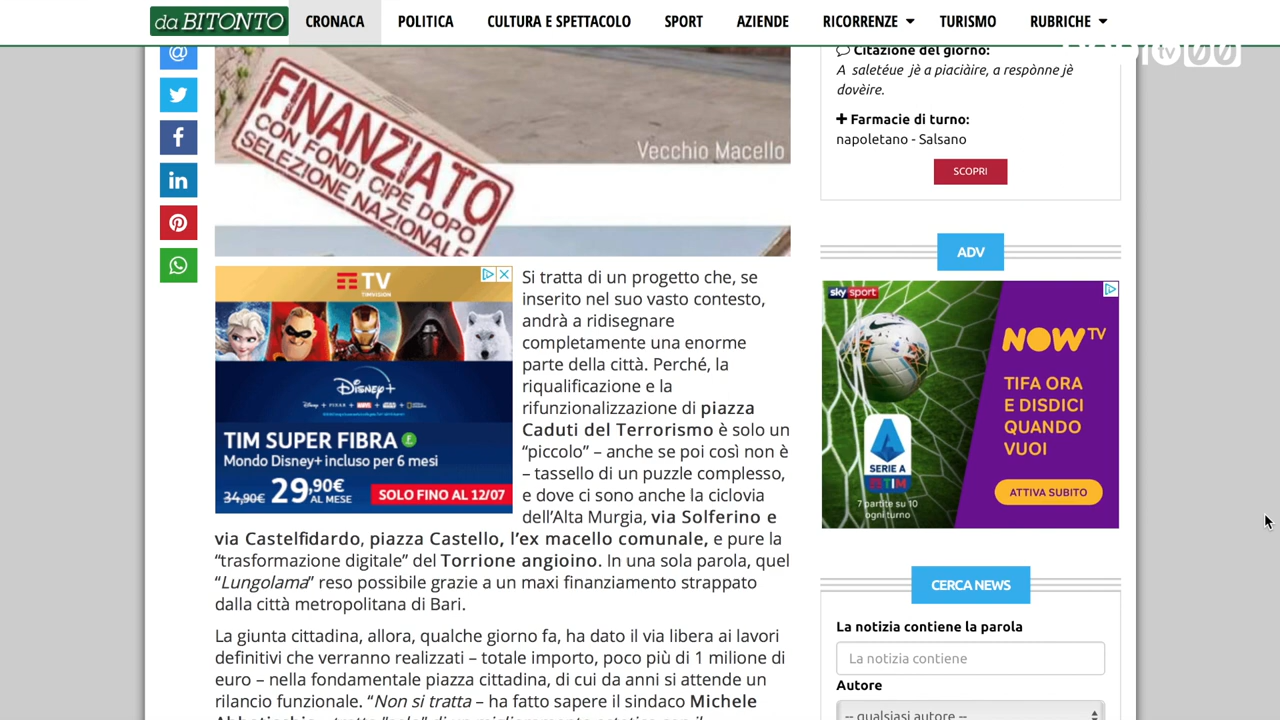 da BITONTO
CRONACA
POLITICA
CULTURA E SPETTACOLO
SPORT
AZIENDE
RICORRENZE
TURISMO
RUBRICHE
FINANZIATO
CON FONDI CIPE DOPO
SELEZIONE NAZIONALE
Vecchio Macello
TV
TIMVISION
Disney+
TIM SUPER FIBRA
Mondo Disney+ incluso per 6 mesi
34,90€ 29,90€ AL MESE
SOLO FINO AL 12/07
Si tratta di un progetto che, se
inserito nel suo vasto contesto,
andrà a ridisegnare
completamente una enorme
parte della città. Perché, la
riqualificazione e la
rifunzionalizzazione di piazza
Caduti del Terrorismo è solo un
“piccolo” – anche se poi così non è
– tassello di un puzzle complesso,
e dove ci sono anche la ciclovia
dell’Alta Murgia, via Solferino e
via Castelfidardo, piazza Castello, l’ex macello comunale, e pure la
“trasformazione digitale” del Torrione angioino. In una sola parola, quel
“Lungolama” reso possibile grazie a un maxi finanziamento strappato
dalla città metropolitana di Bari.
La giunta cittadina, allora, qualche giorno fa, ha dato il via libera ai lavori
definitivi che verranno realizzati – totale importo, poco più di 1 milione di
euro – nella fondamentale piazza cittadina, di cui da anni si attende un
rilancio funzionale. “Non si tratta – ha fatto sapere il sindaco Michele
Citazione del giorno:
A saletéue jè a piaciàire, a respònne jè
dovèire.
Farmacie di turno:
napoletano - Salsano
SCOPRI
ADV
sky sport
NOW TV
TIFA ORA
E DISDICI
QUANDO
VUOI
SERIE A
TIM
7 partite su 10
ogni turno
ATTIVA SUBITO
CERCA NEWS
La notizia contiene la parola
La notizia contiene
Autore
-- qualsiasi autore --